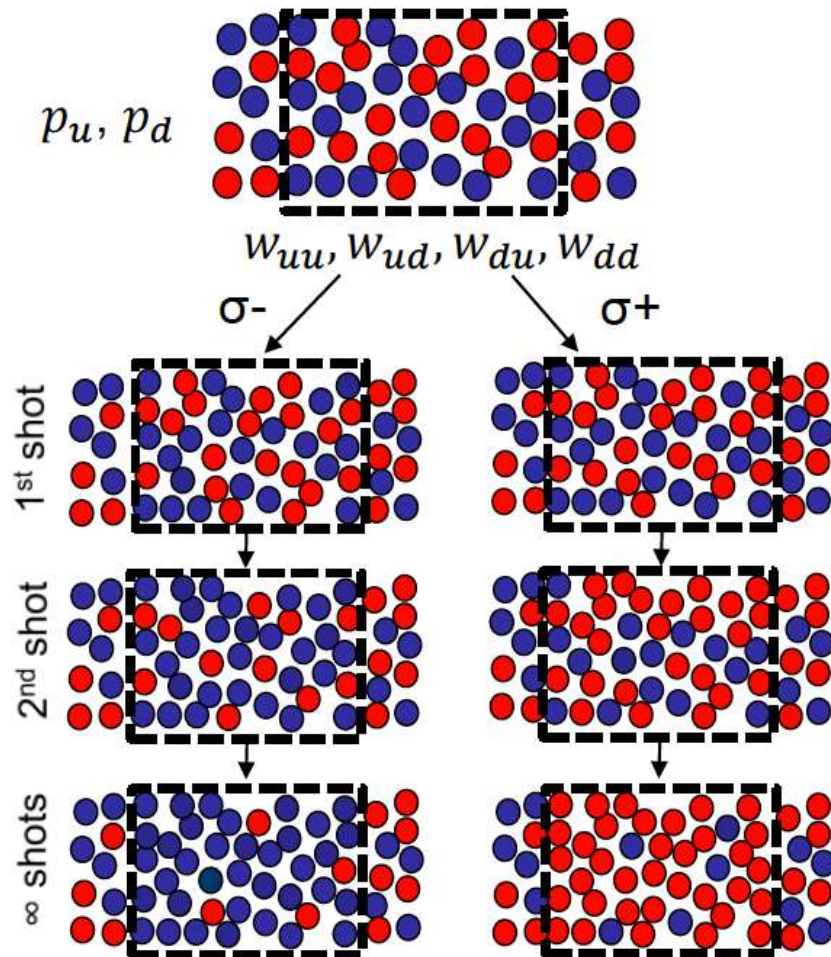 p_u, p_d
w_uu, w_ud, w_du, w_dd
σ-
σ+
1st shot
2nd shot
∞ shots